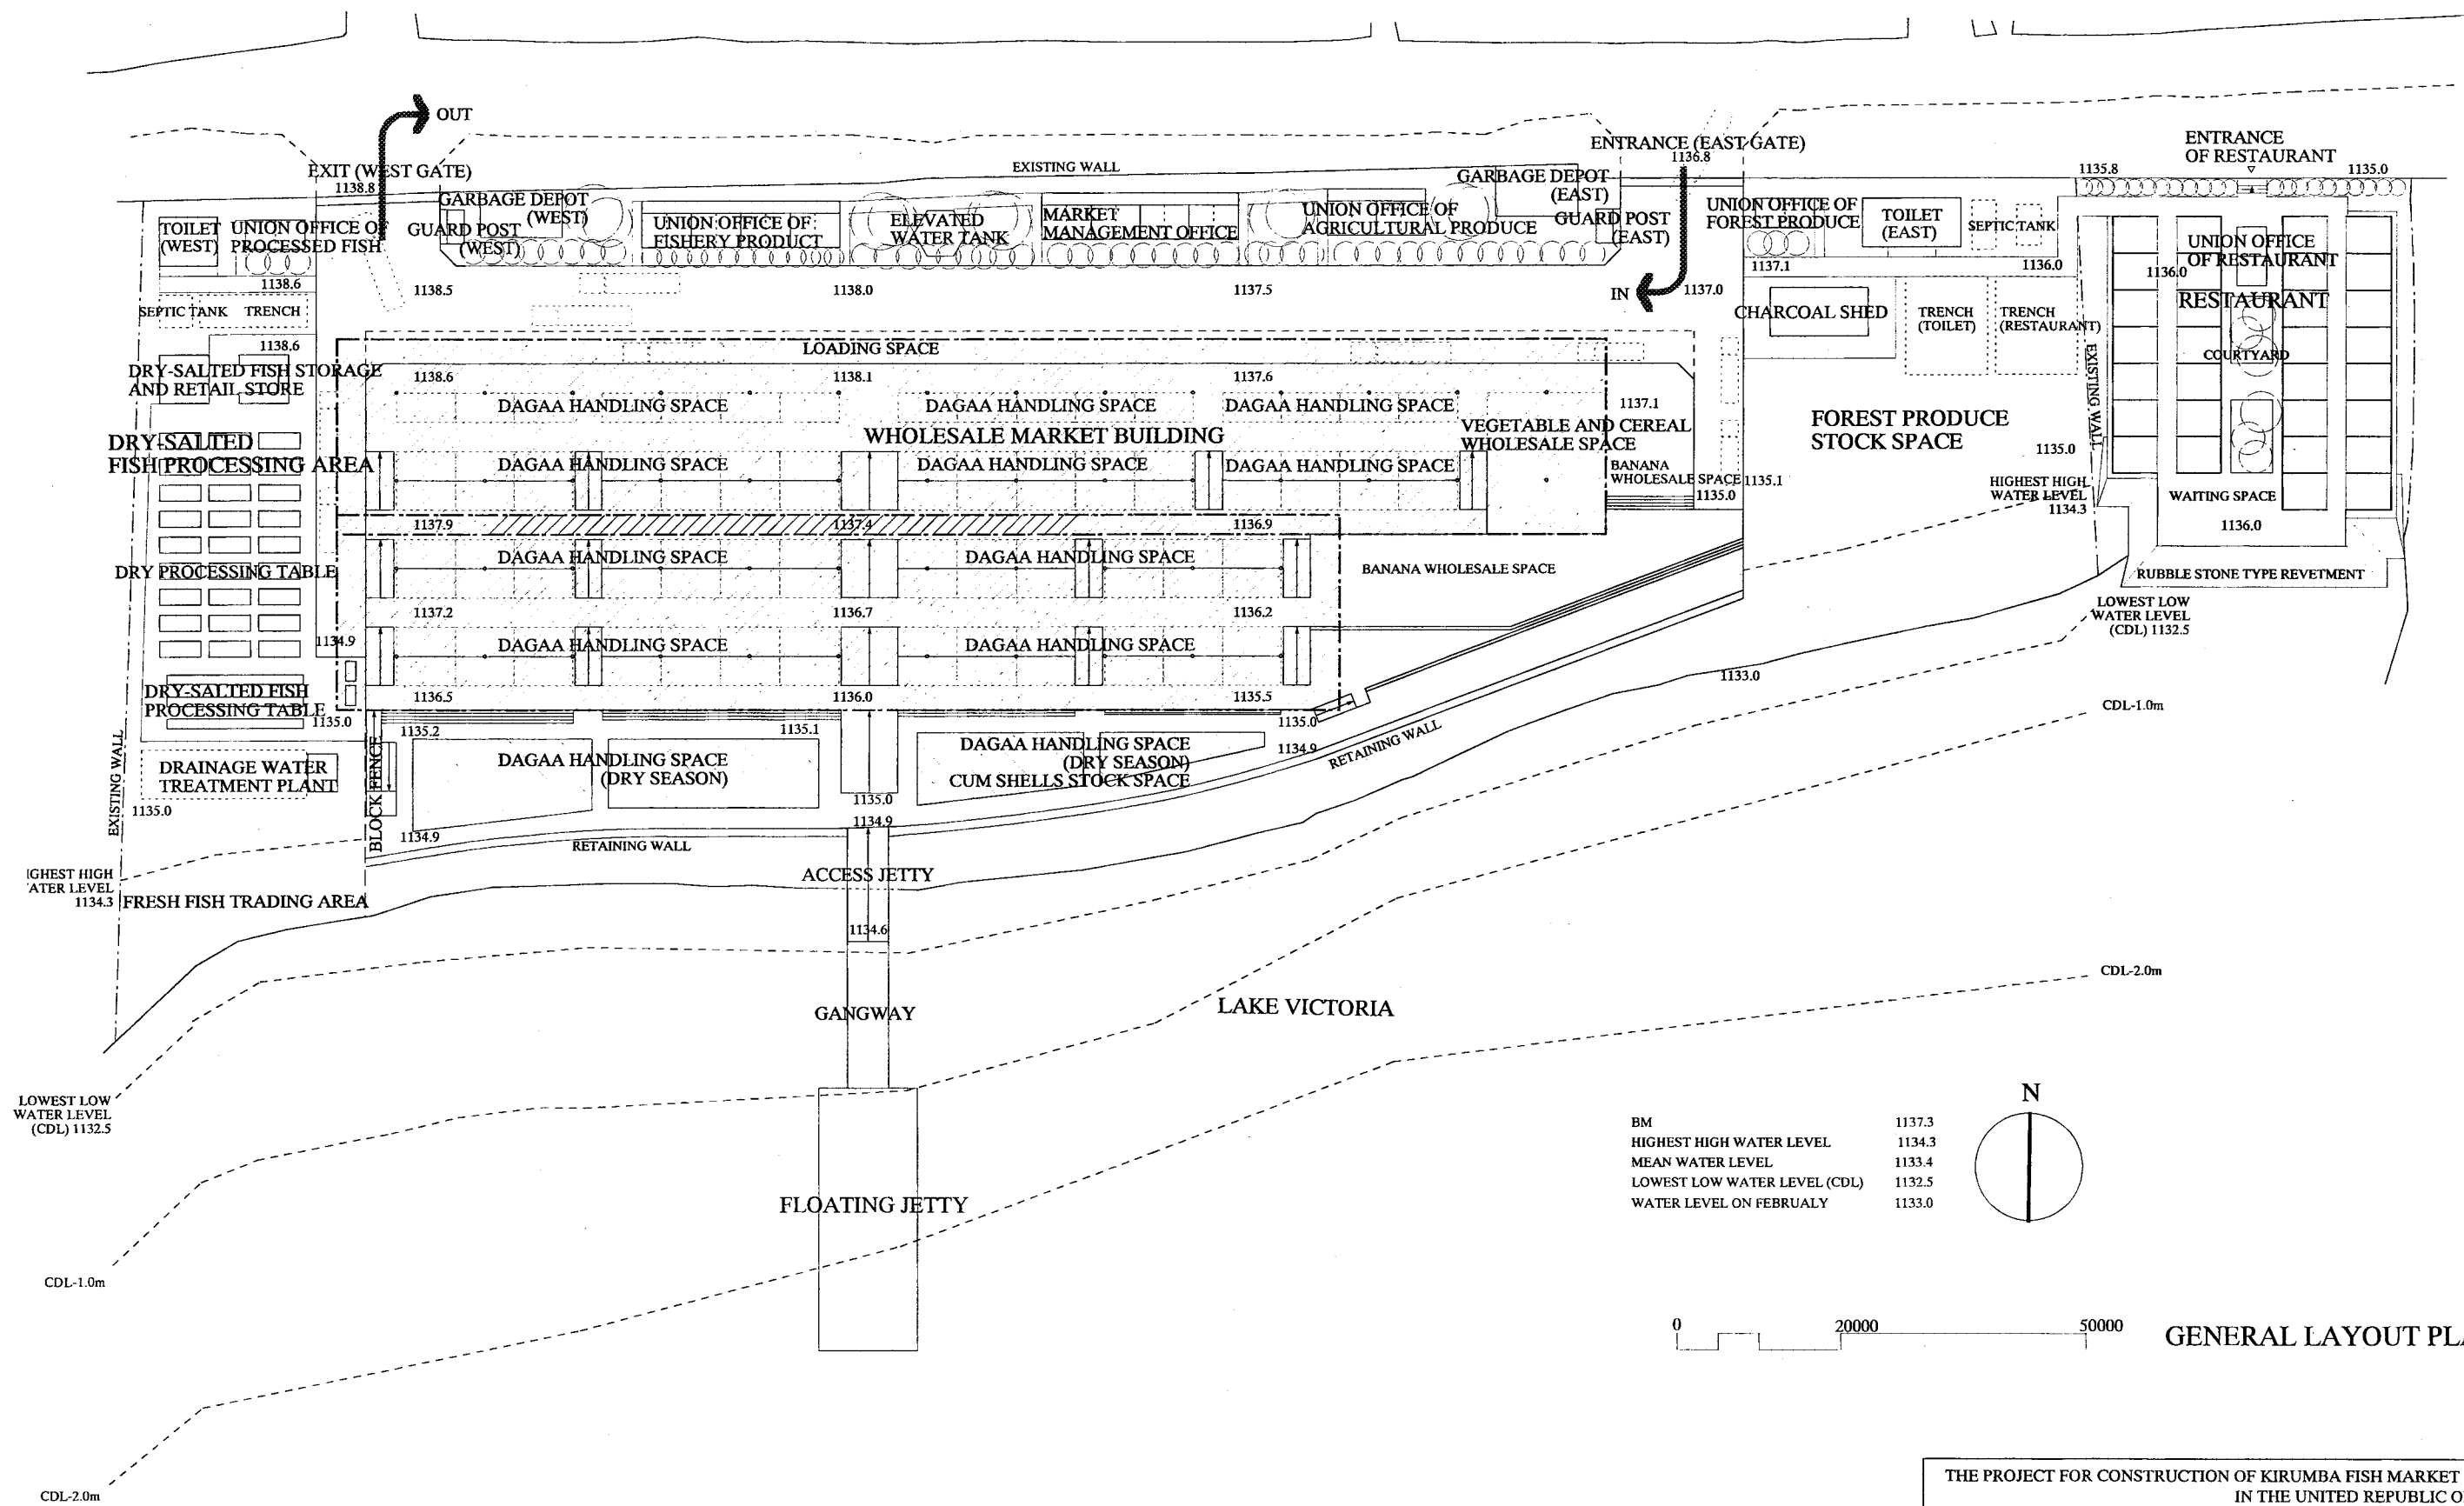 OUT
ENTRANCE (EAST GATE)
1136.8
ENTRANCE
OF RESTAURANT
EXISTING WALL
EXIT (WEST GATE)
1138.8
1135.8
1135.0
GARBAGE DEPOT
(WEST)
GARBAGE DEPOT
(EAST)
TOILET
(WEST)
UNION OFFICE OF
PROCESSED FISH
GUARD POST
(WEST)
UNION OFFICE OF
FISHERY PRODUCT
ELEVATED
WATER TANK
MARKET
MANAGEMENT OFFICE
UNION OFFICE OF
AGRICULTURAL PRODUCE
GUARD POST
(EAST)
UNION OFFICE OF
FOREST PRODUCE
TOILET
(EAST)
SEPTIC TANK
UNION OFFICE
OF RESTAURANT
1136.0
1138.6
1138.5
1138.0
1137.5
IN
1137.0
1137.1
1136.0
RESTAURANT
SEPTIC TANK
TRENCH
CHARCOAL SHED
TRENCH
(TOILET)
TRENCH
(RESTAURANT)
1138.6
LOADING SPACE
COURTYARD
EXISTING WALL
DRY-SALTED FISH STORAGE
AND RETAIL STORE
1138.6
1138.1
1137.6
DAGAA HANDLING SPACE
DAGAA HANDLING SPACE
DAGAA HANDLING SPACE
1137.1
FOREST PRODUCE
STOCK SPACE
DRY-SALTED
FISH PROCESSING AREA
WHOLESALE MARKET BUILDING
VEGETABLE AND CEREAL
WHOLESALE SPACE
1135.0
DAGAA HANDLING SPACE
DAGAA HANDLING SPACE
DAGAA HANDLING SPACE
BANANA
WHOLESALE SPACE
1135.1
1135.0
HIGHEST HIGH
WATER LEVEL
1134.3
WAITING SPACE
1136.0
1137.9
1137.4
1136.9
DAGAA HANDLING SPACE
DAGAA HANDLING SPACE
BANANA WHOLESALE SPACE
DRY PROCESSING TABLE
RUBBLE STONE TYPE REVETMENT
1137.2
1136.7
1136.2
LOWEST LOW
WATER LEVEL
(CDL) 1132.5
1134.9
DAGAA HANDLING SPACE
DAGAA HANDLING SPACE
1133.0
DRY-SALTED FISH
PROCESSING TABLE
1136.5
1136.0
1135.5
CDL-1.0m
1135.0
1135.2
1135.1
1135.0
1134.9
RETAINING WALL
EXISTING WALL
DRAINAGE WATER
TREATMENT PLANT
BLOCK FENCE
DAGAA HANDLING SPACE
(DRY SEASON)
DAGAA HANDLING SPACE
(DRY SEASON)
CUM SHELLS STOCK SPACE
1135.0
1135.0
1134.9
1134.9
RETAINING WALL
IGHEST HIGH
ATER LEVEL
1134.3
FRESH FISH TRADING AREA
ACCESS JETTY
1134.6
CDL-2.0m
GANGWAY
LAKE VICTORIA
LOWEST LOW
WATER LEVEL
(CDL) 1132.5
N
BM 1137.3
HIGHEST HIGH WATER LEVEL 1134.3
MEAN WATER LEVEL 1133.4
LOWEST LOW WATER LEVEL (CDL) 1132.5
WATER LEVEL ON FEBRUALY 1133.0
FLOATING JETTY
CDL-1.0m
0 20000 50000
GENERAL LAYOUT PLA
CDL-2.0m
THE PROJECT FOR CONSTRUCTION OF KIRUMBA FISH MARKET
IN THE UNITED REPUBLIC O